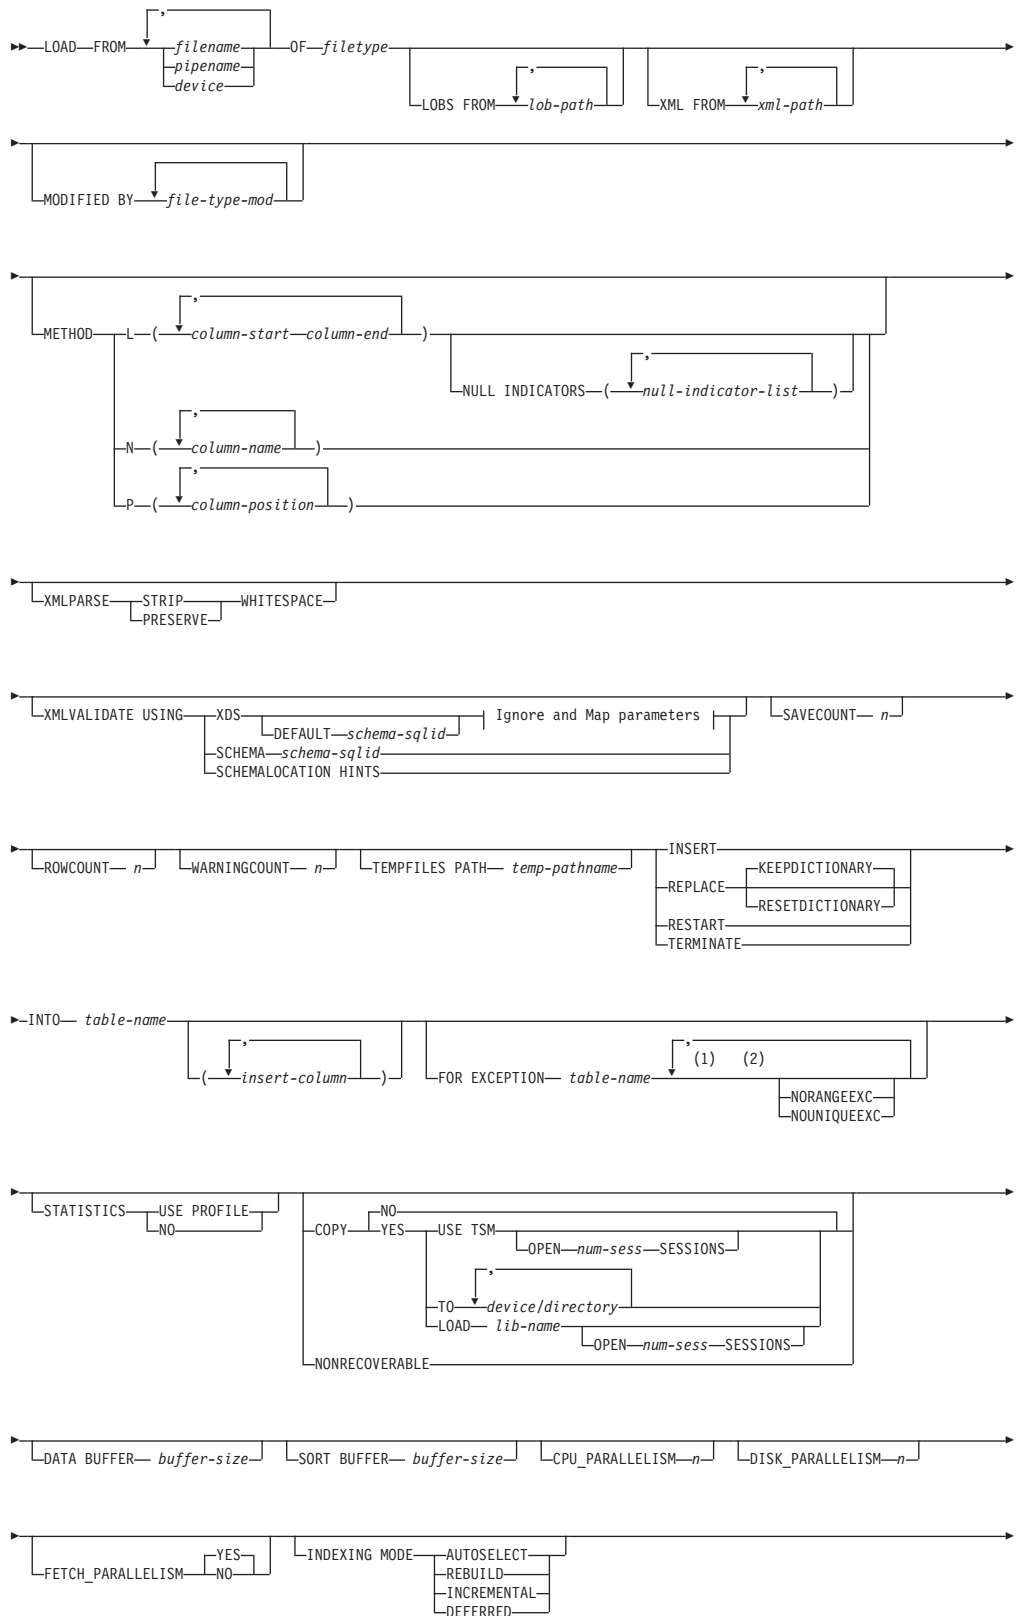 ,
LOAD FROM filename OF filetype
pipename
device
,
LOBS FROM lob-path
,
XML FROM xml-path
MODIFIED BY file-type-mod
,
METHOD L ( column-start column-end )
,
NULL INDICATORS ( null-indicator-list )
,
N ( column-name )
,
P ( column-position )
XMLPARSE STRIP WHITESPACE
PRESERVE
XMLVALIDATE USING XDS Ignore and Map parameters
DEFAULT schema-sqlid
SCHEMA schema-sqlid
SCHEMALOCATION HINTS
SAVECOUNT n
ROWCOUNT n WARNINGCOUNT n TEMPFILES PATH temp-pathname
INSERT
KEEPDICTIONARY
REPLACE
RESETDICTIONARY
RESTART
TERMINATE
INTO table-name
,
( insert-column )
,
(1) (2)
FOR EXCEPTION table-name
NORANGEEXC
NOUNIQUEEXC
STATISTICS USE PROFILE
NO
NO
COPY YES USE TSM
OPEN num-sess SESSIONS
,
TO device/directory
LOAD lib-name
OPEN num-sess SESSIONS
NONRECOVERABLE
DATA BUFFER buffer-size SORT BUFFER buffer-size CPU_PARALLELISM n DISK_PARALLELISM n
YES
FETCH_PARALLELISM NO
INDEXING MODE AUTOSELECT
REBUILD
INCREMENTAL
DEFERRED